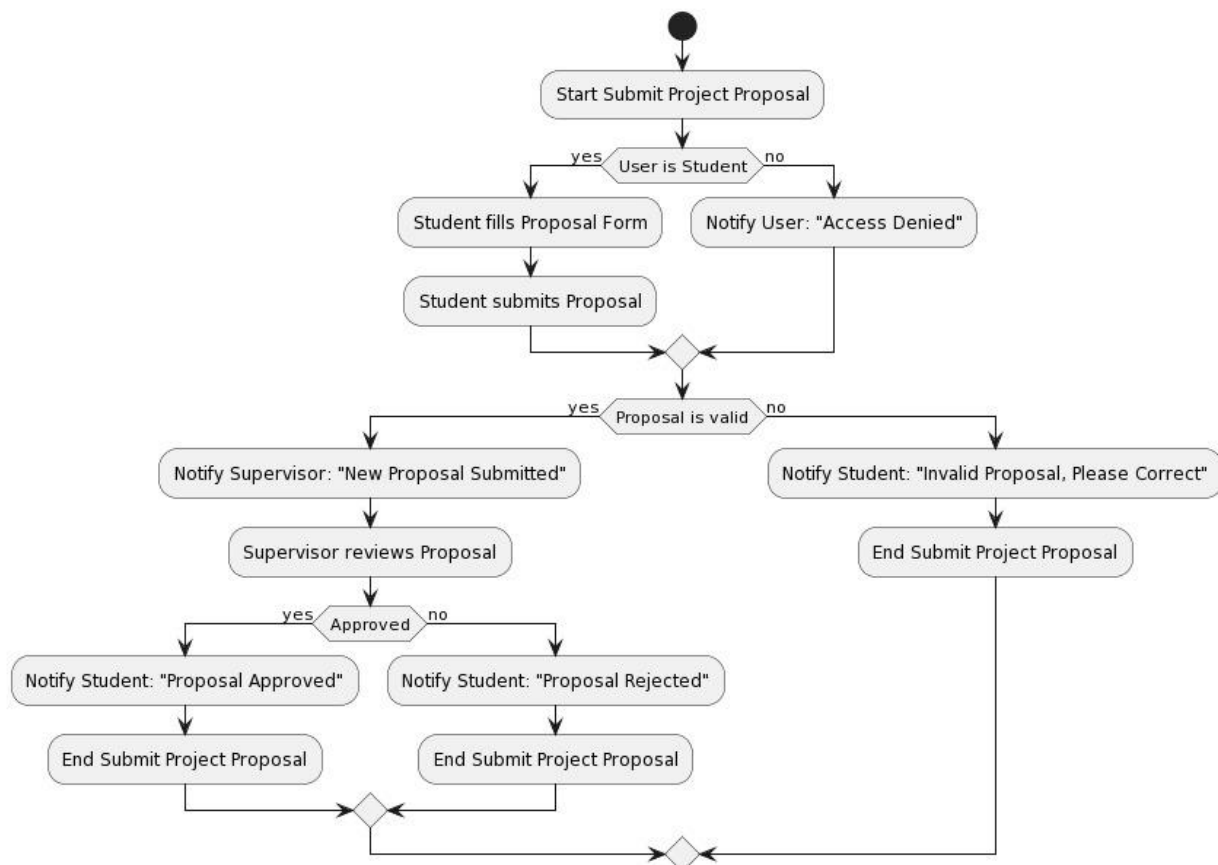 Start Submit Project Proposal
yes
User is Student
no
Student fills Proposal Form
Notify User: "Access Denied"
Student submits Proposal
yes
Proposal is valid
no
Notify Supervisor: "New Proposal Submitted"
Notify Student: "Invalid Proposal, Please Correct"
Supervisor reviews Proposal
End Submit Project Proposal
yes
Approved
no
Notify Student: "Proposal Approved"
Notify Student: "Proposal Rejected"
End Submit Project Proposal
End Submit Project Proposal